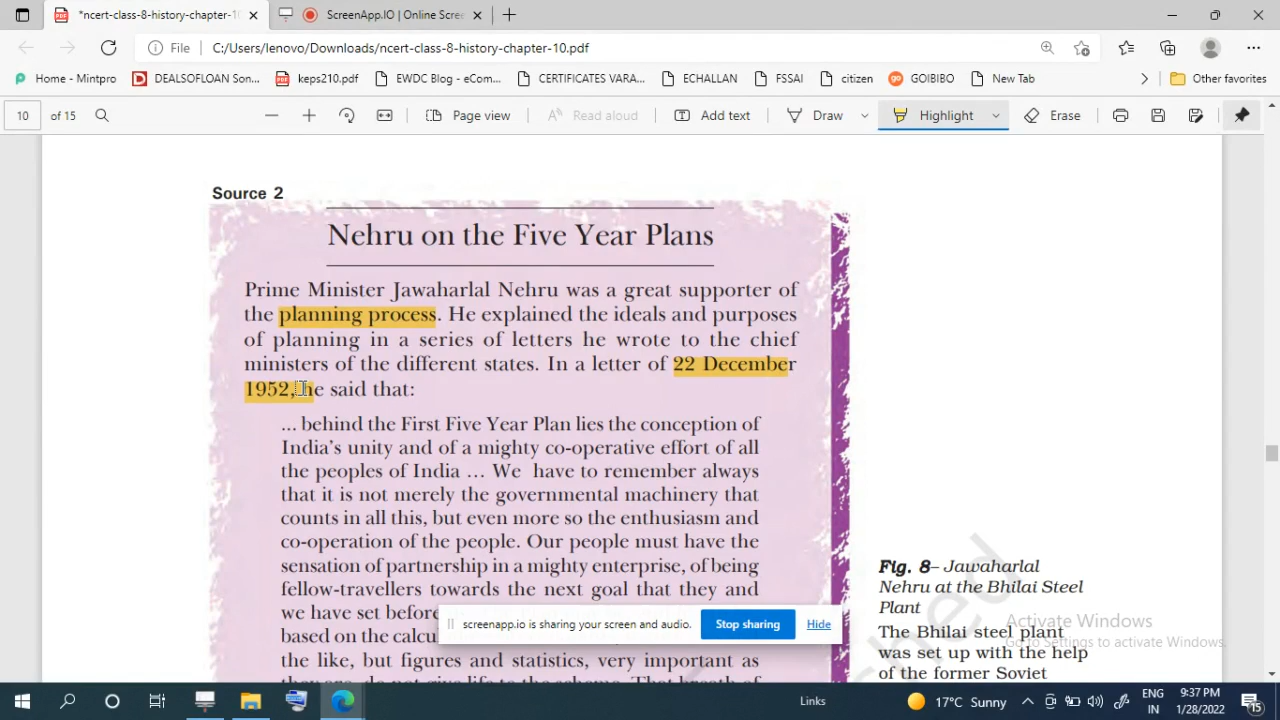 *ncert-class-8-history-chapter-10
ScreenApp.IO | Online Scree
File C:/Users/lenovo/Downloads/ncert-class-8-history-chapter-10.pdf
Home - Mintpro DEALSOFLOAN Son... keps210.pdf EWDC Blog - eCom... CERTIFICATES VARA... ECHALLAN FSSAI citizen GOIBIBO New Tab Other favorites
10 of 15 Page view Read aloud Add text Draw Highlight Erase
Source 2
Nehru on the Five Year Plans
Prime Minister Jawaharlal Nehru was a great supporter of
the planning process. He explained the ideals and purposes
of planning in a series of letters he wrote to the chief
ministers of the different states. In a letter of 22 December
1952, he said that:
... behind the First Five Year Plan lies the conception of
India's unity and of a mighty co-operative effort of all
the peoples of India ... We have to remember always
that it is not merely the governmental machinery that
counts in all this, but even more so the enthusiasm and
co-operation of the people. Our people must have the
sensation of partnership in a mighty enterprise, of being
fellow-travellers towards the next goal that they and
we have set before
based on the calcu
the like, but figures and statistics, very important as
Fig. 8– Jawaharlal
Nehru at the Bhilai Steel
Plant
The Bhilai steel plant
was set up with the help
of the former Soviet
shed
Activate Windows
Go to Settings to activate Windows.
screenapp.io is sharing your screen and audio. Stop sharing Hide
Links 17°C Sunny ENG IN 9:37 PM 1/28/2022 15